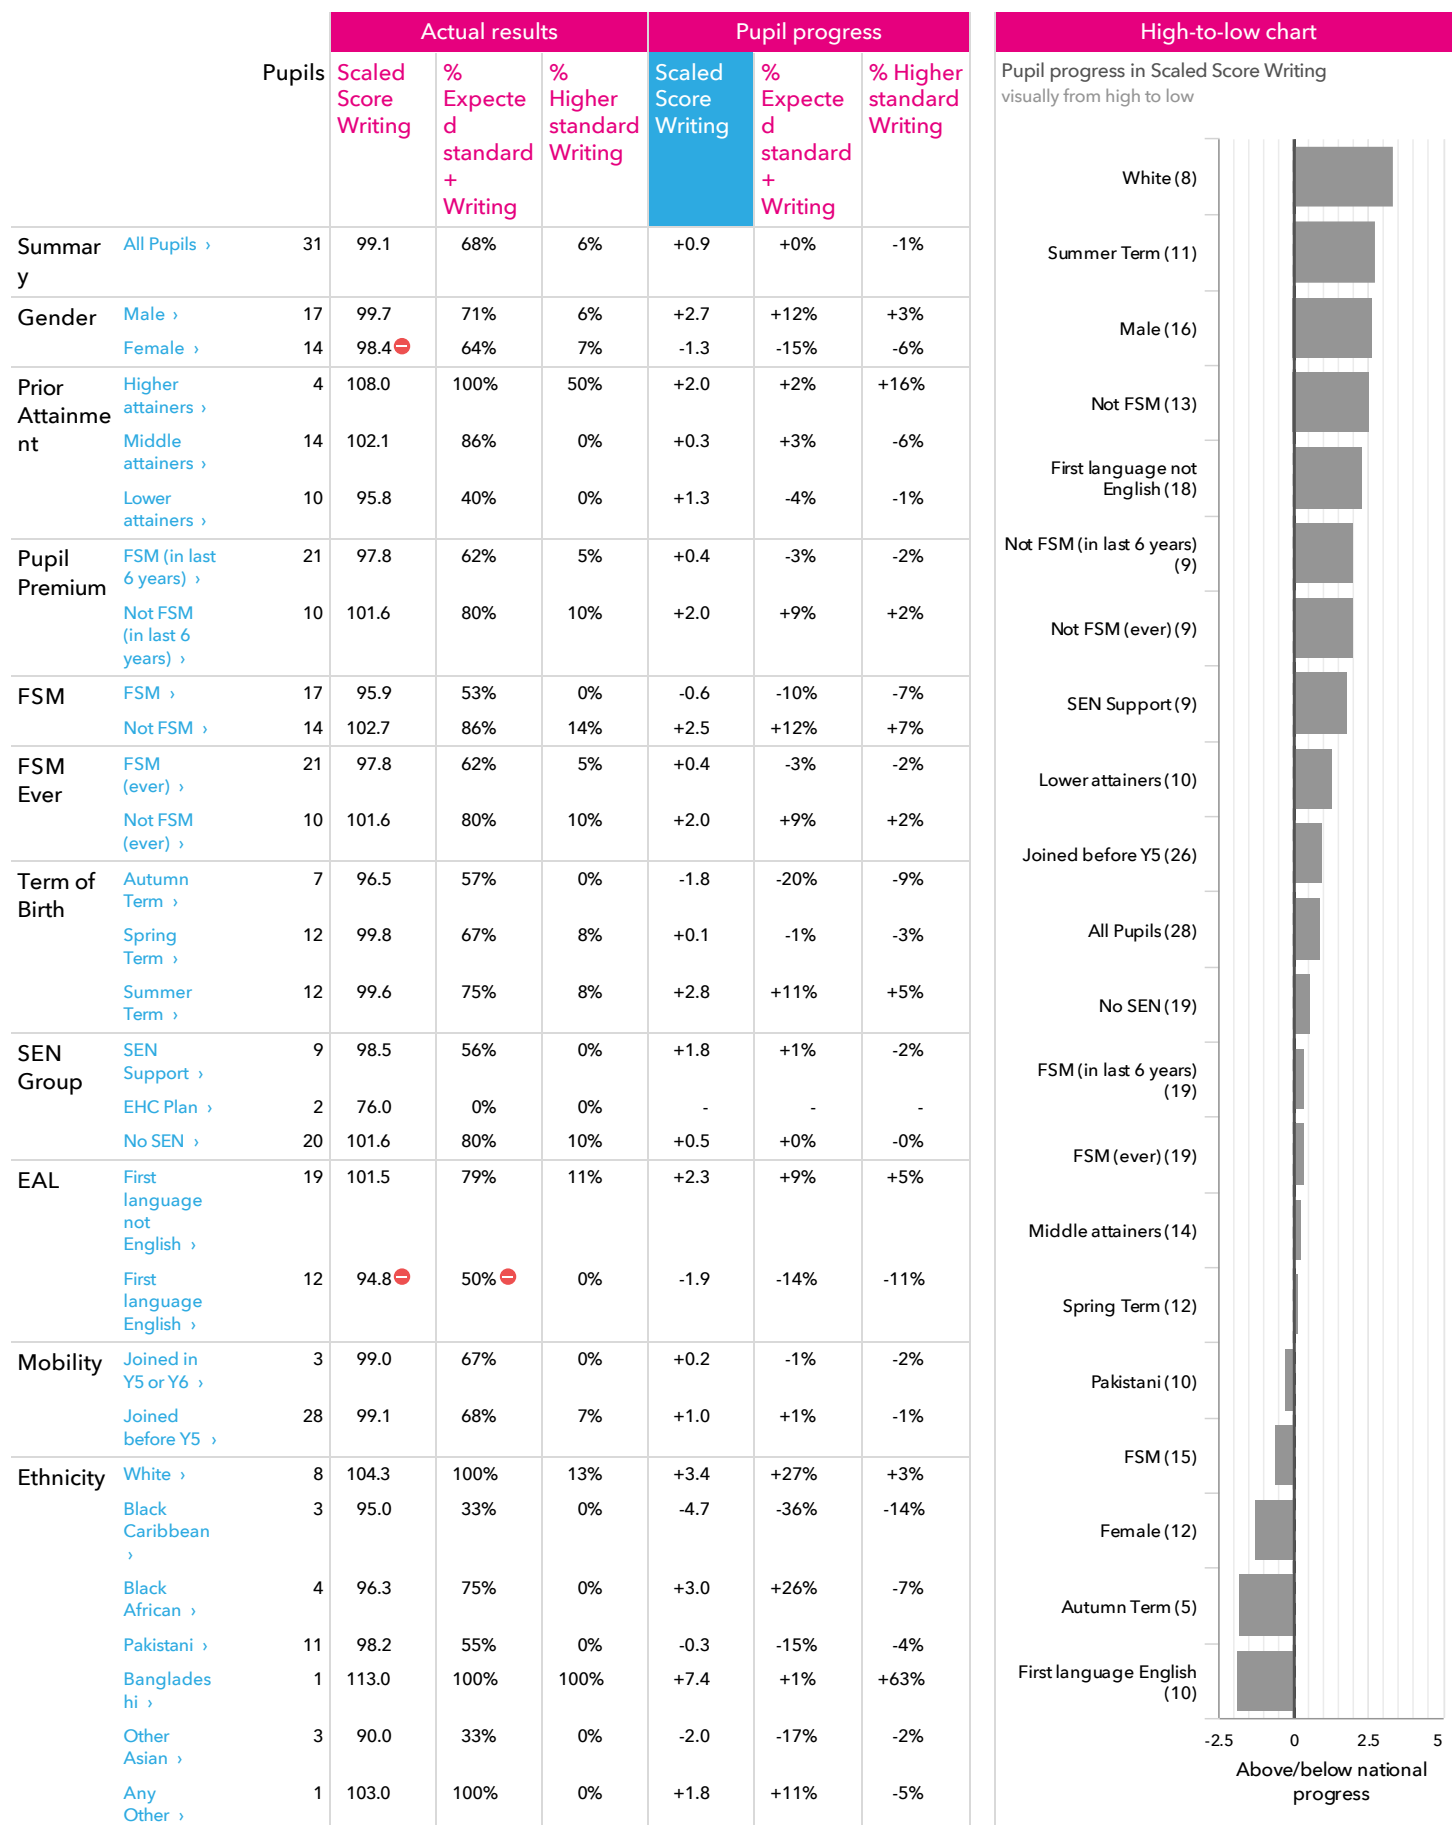 Actual results Pupil progress High-to-low chart
Pupils Scaled % % Scaled % % Higher
Score Expecte Higher Score Expecte standard
Writing d standard Writing d Writing
standard Writing standard
+ +
Writing Writing
Pupil progress in Scaled Score Writing
visually from high to low
Summar All Pupils › 31 99.1 68% 6% +0.9 +0% -1%
y
Gender Male › 17 99.7 71% 6% +2.7 +12% +3%
Female › 14 98.4 64% 7% -1.3 -15% -6%
Prior Higher 4 108.0 100% 50% +2.0 +2% +16%
Attainme attainers ›
nt Middle 14 102.1 86% 0% +0.3 +3% -6%
attainers ›
Lower 10 95.8 40% 0% +1.3 -4% -1%
attainers ›
Pupil FSM (in last 21 97.8 62% 5% +0.4 -3% -2%
Premium 6 years) ›
Not FSM 10 101.6 80% 10% +2.0 +9% +2%
(in last 6
years) ›
FSM FSM › 17 95.9 53% 0% -0.6 -10% -7%
Not FSM › 14 102.7 86% 14% +2.5 +12% +7%
FSM FSM 21 97.8 62% 5% +0.4 -3% -2%
Ever (ever) ›
Not FSM 10 101.6 80% 10% +2.0 +9% +2%
(ever) ›
Term of Autumn 7 96.5 57% 0% -1.8 -20% -9%
Birth Term ›
Spring 12 99.8 67% 8% +0.1 -1% -3%
Term ›
Summer 12 99.6 75% 8% +2.8 +11% +5%
Term ›
SEN SEN 9 98.5 56% 0% +1.8 +1% -2%
Group Support ›
EHC Plan › 2 76.0 0% 0% - - -
No SEN › 20 101.6 80% 10% +0.5 +0% -0%
EAL First 19 101.5 79% 11% +2.3 +9% +5%
language
not
English ›
First 12 94.8 50% 0% -1.9 -14% -11%
language
English ›
Mobility Joined in 3 99.0 67% 0% +0.2 -1% -2%
Y5 or Y6 ›
Joined 28 99.1 68% 7% +1.0 +1% -1%
before Y5 ›
Ethnicity White › 8 104.3 100% 13% +3.4 +27% +3%
Black 3 95.0 33% 0% -4.7 -36% -14%
Caribbean
›
Black 4 96.3 75% 0% +3.0 +26% -7%
African ›
Pakistani › 11 98.2 55% 0% -0.3 -15% -4%
Banglades 1 113.0 100% 100% +7.4 +1% +63%
hi ›
Other 3 90.0 33% 0% -2.0 -17% -2%
Asian ›
Any 1 103.0 100% 0% +1.8 +11% -5%
Other ›
White (8)
Summer Term (11)
Male (16)
Not FSM (13)
First language not
English (18)
Not FSM (in last 6 years)
(9)
Not FSM (ever) (9)
SEN Support (9)
Lower attainers (10)
Joined before Y5 (26)
All Pupils (28)
No SEN (19)
FSM (in last 6 years)
(19)
FSM (ever) (19)
Middle attainers (14)
Spring Term (12)
Pakistani (10)
FSM (15)
Female (12)
Autumn Term (5)
First language English
(10)
-2.5 0 2.5 5
Above/below national
progress